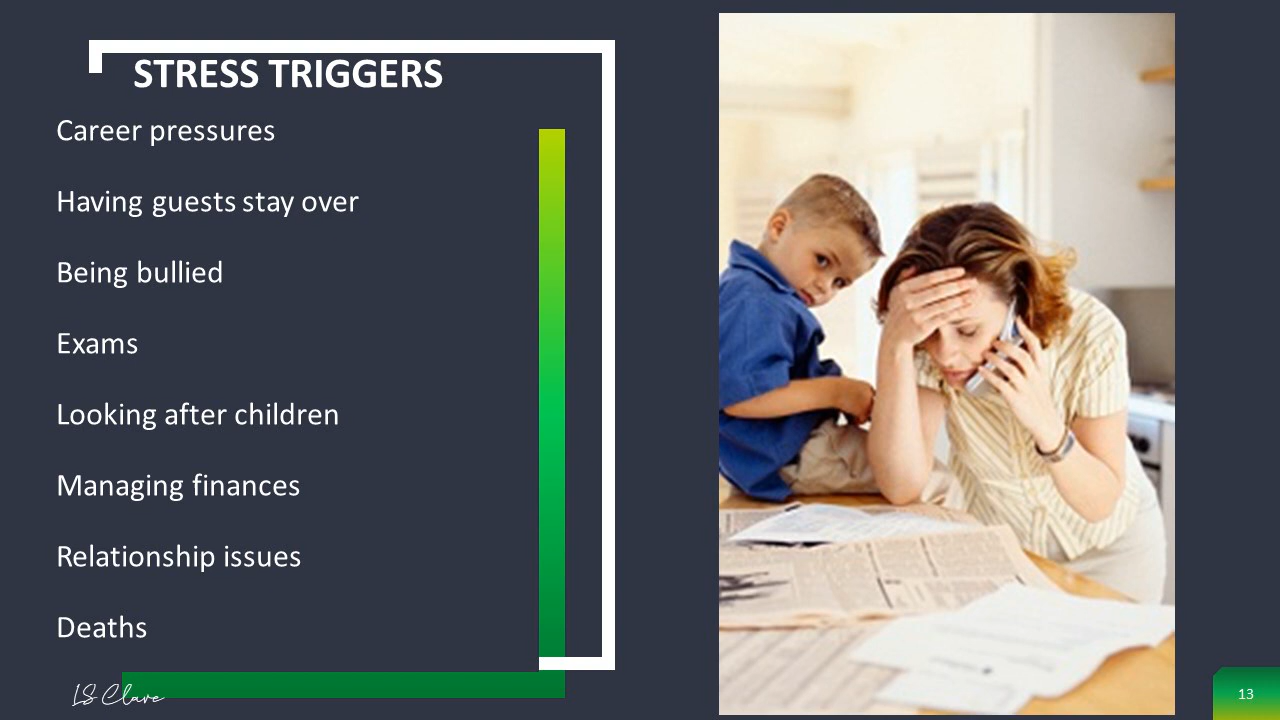 STRESS TRIGGERS
Career pressures
Having guests stay over
Being bullied
Exams
Looking after children
Managing finances
Relationship issues
Deaths
LS Clave
13